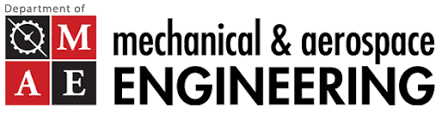 Department of
M
A E
mechanical & aerospace
ENGINEERING